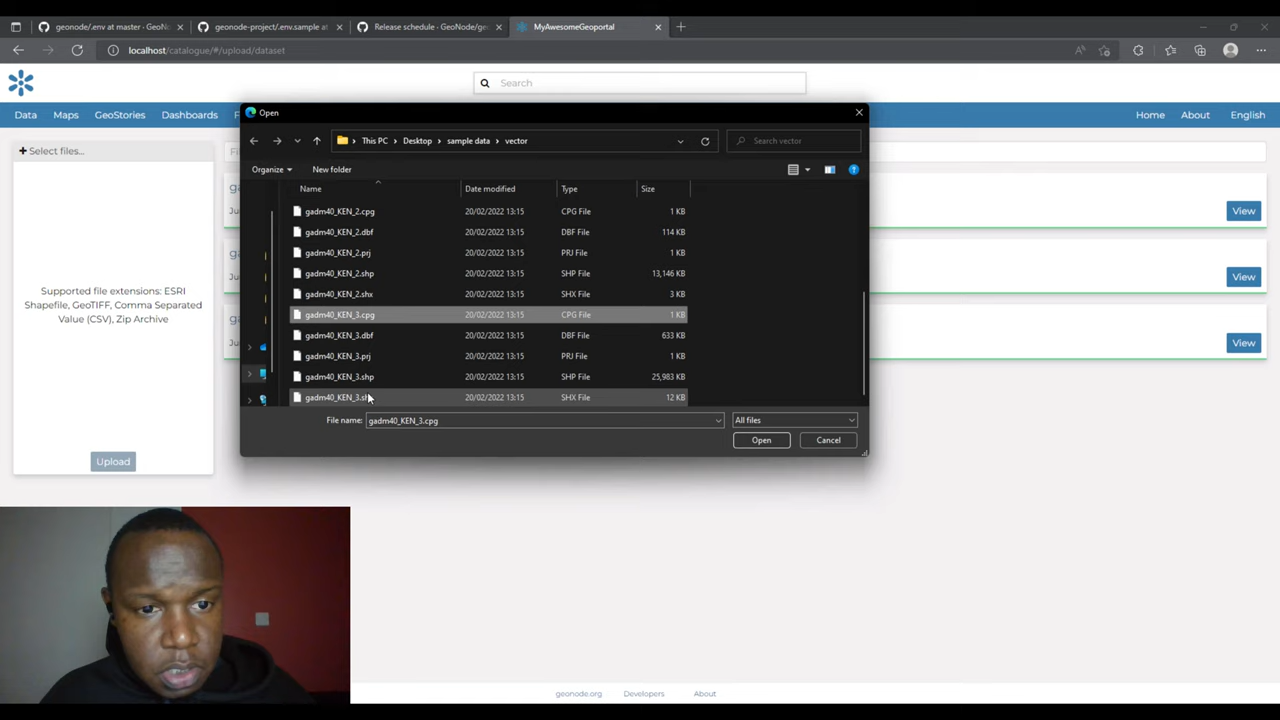 geonode/.env at master · GeoNo
geonode-project/.env.sample at
Release schedule · GeoNode/geo
MyAwesomeGeoportal
localhost/catalogue/#/upload/dataset
Search
Data Maps GeoStories Dashboards
Home About English
Open
This PC > Desktop > sample data > vector
Search vector
Select files...
Organize New folder
Name Date modified Type Size
gadm40_KEN_2.cpg 20/02/2022 13:15 CPG File 1 KB
View
gadm40_KEN_2.dbf 20/02/2022 13:15 DBF File 114 KB
gadm40_KEN_2.prj 20/02/2022 13:15 PRJ File 1 KB
gadm40_KEN_2.shp 20/02/2022 13:15 SHP File 13,146 KB
View
Supported file extensions: ESRI
Shapefile, GeoTIFF, Comma Separated
Value (CSV), Zip Archive
gadm40_KEN_2.shx 20/02/2022 13:15 SHX File 3 KB
gadm40_KEN_3.cpg 20/02/2022 13:15 CPG File 1 KB
gadm40_KEN_3.dbf 20/02/2022 13:15 DBF File 633 KB
View
gadm40_KEN_3.prj 20/02/2022 13:15 PRJ File 1 KB
gadm40_KEN_3.shp 20/02/2022 13:15 SHP File 25,983 KB
20/02/2022 13:15 SHX File 12 KB
File name: gadm40_KEN_3.cpg All files
Open Cancel
Upload
geonode.org Developers About